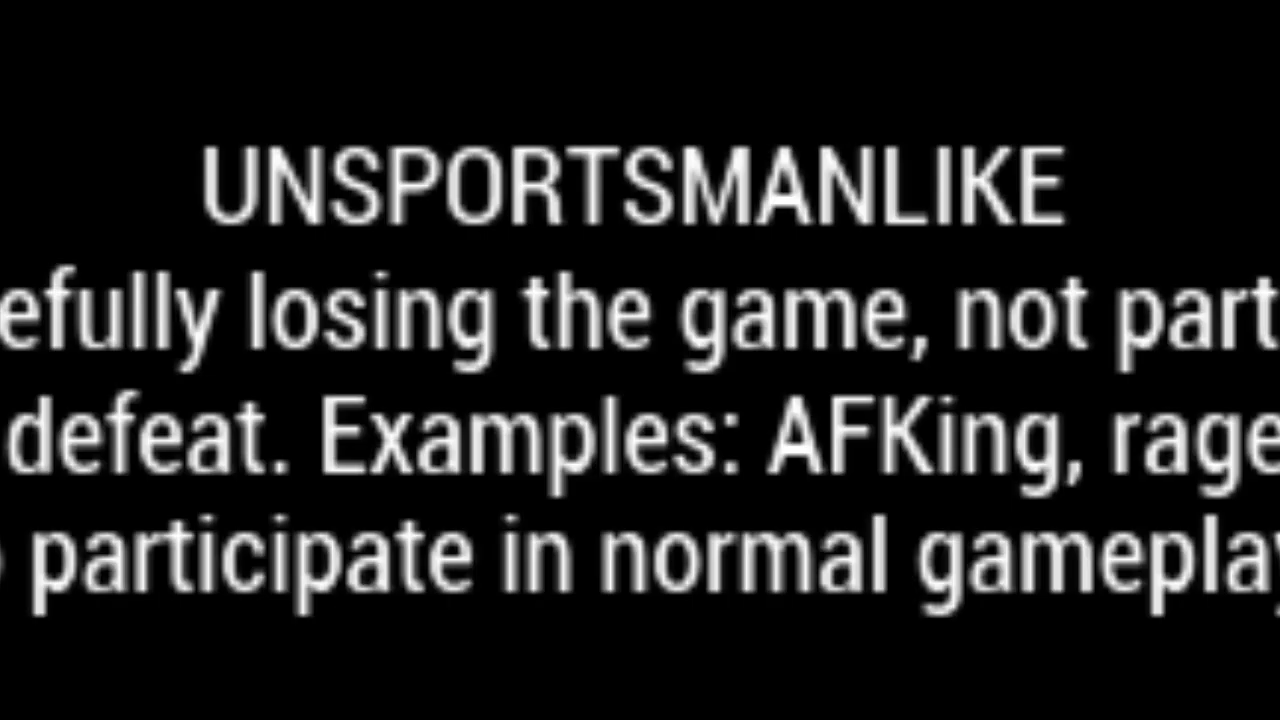 UNSPORTSMANLIKE
efully losing the game, not part
defeat. Examples: AFKing, rage
participate in normal gameplay